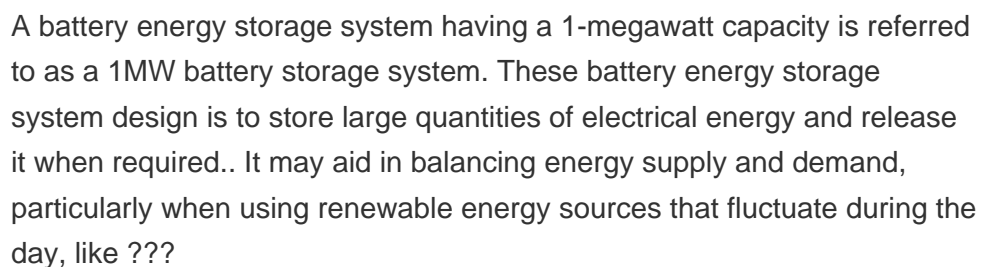 A battery energy storage system having a 1-megawatt capacity is referred
to as a 1MW battery storage system. These battery energy storage
system design is to store large quantities of electrical energy and release
it when required.. It may aid in balancing energy supply and demand,
particularly when using renewable energy sources that fluctuate during the
day, like ???